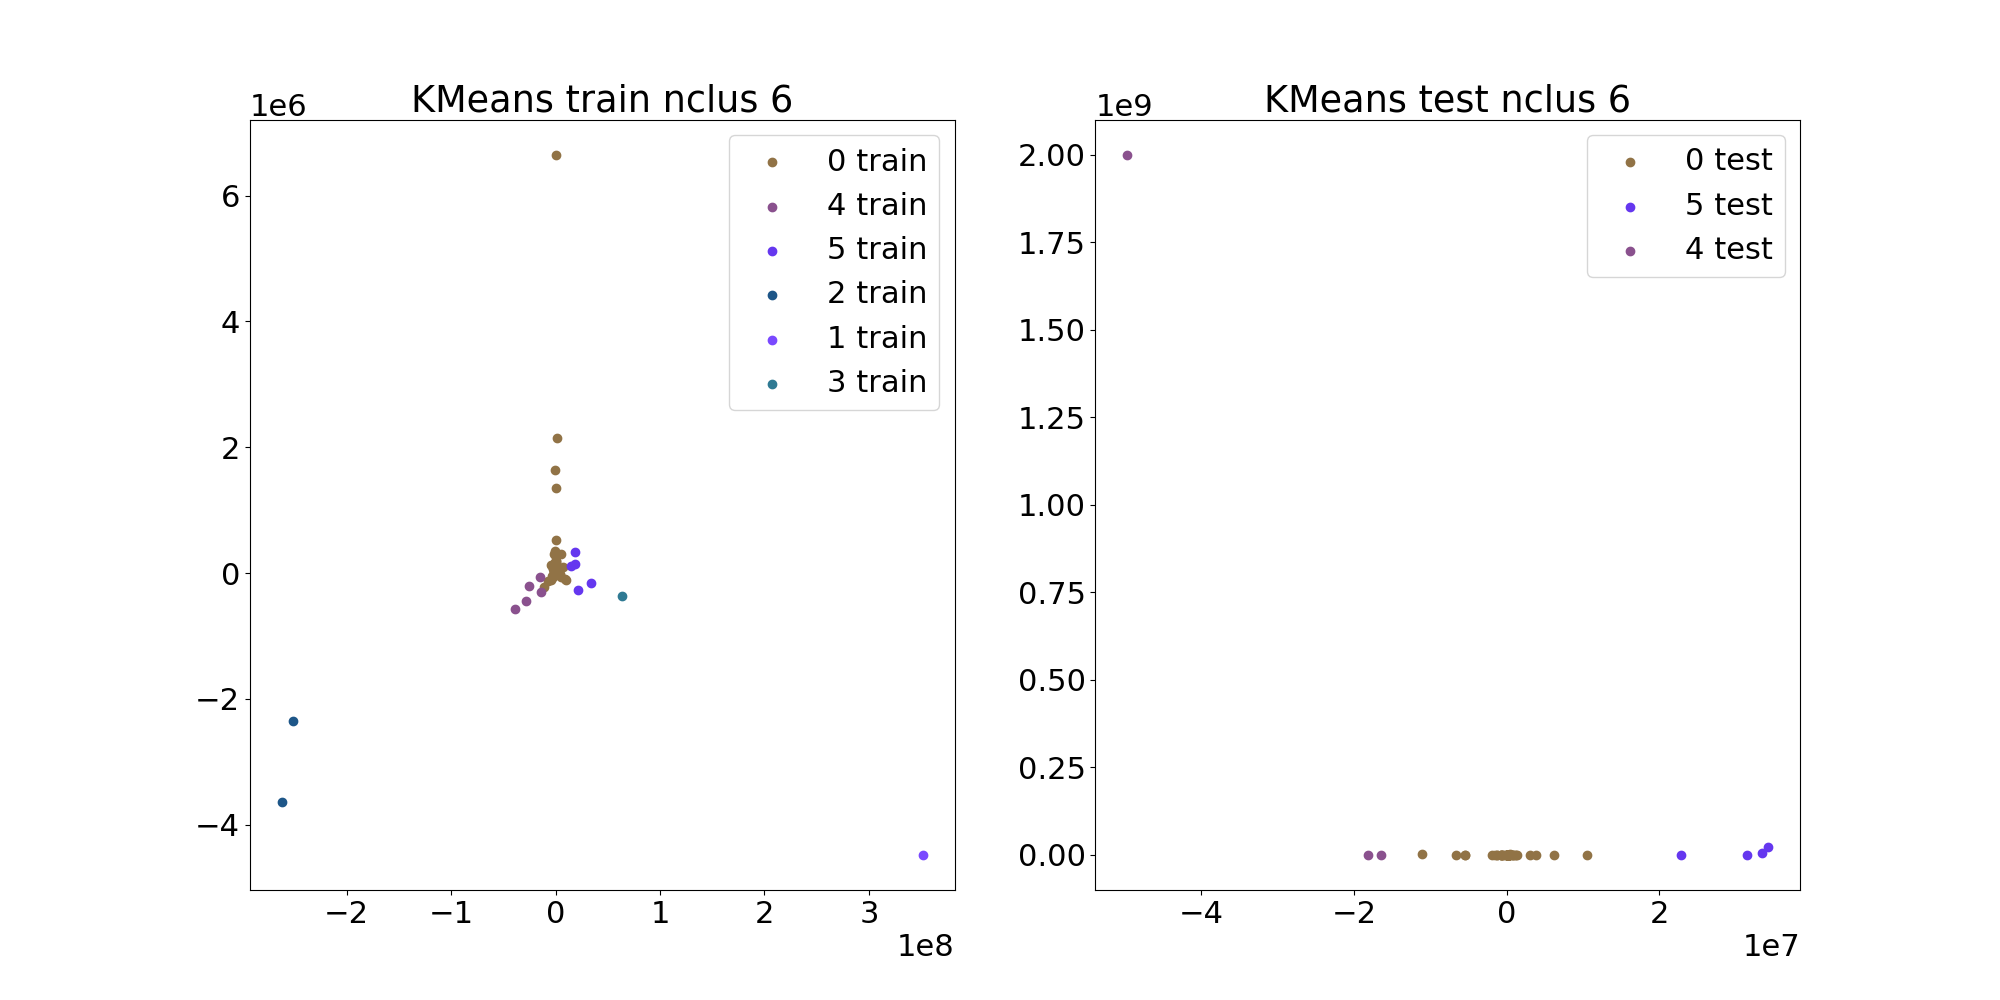 KMeans train nclus 6
1e6
6
4
2
0
−2
−4
−2
−1
0
1
2
3
1e8
0 train
4 train
5 train
2 train
1 train
3 train
KMeans test nclus 6
1e9
2.00
1.75
1.50
1.25
1.00
0.75
0.50
0.25
0.00
−4
−2
0
2
1e7
0 test
5 test
4 test